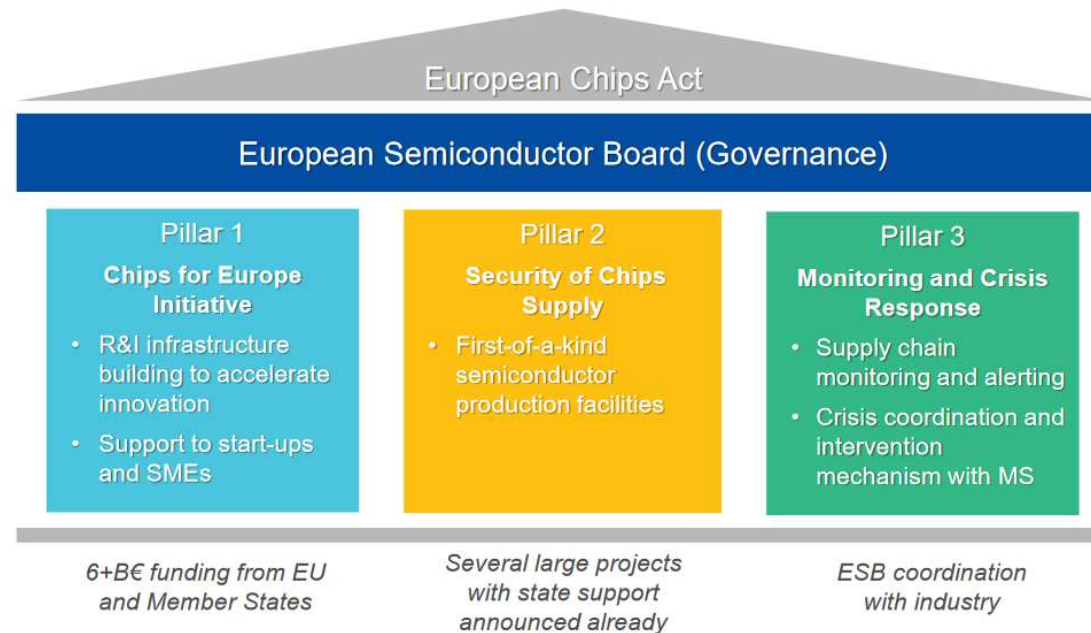 European Chips Act
European Semiconductor Board (Governance)
Pillar 1
Chips for Europe
Initiative
• R&I infrastructure
building to accelerate
innovation
• Support to start-ups
and SMEs
Pillar 2
Security of Chips
Supply
• First-of-a-kind
semiconductor
production facilities
Pillar 3
Monitoring and Crisis
Response
• Supply chain
monitoring and alerting
• Crisis coordination and
intervention
mechanism with MS
6+B€ funding from EU
and Member States
Several large projects
with state support
announced already
ESB coordination
with industry